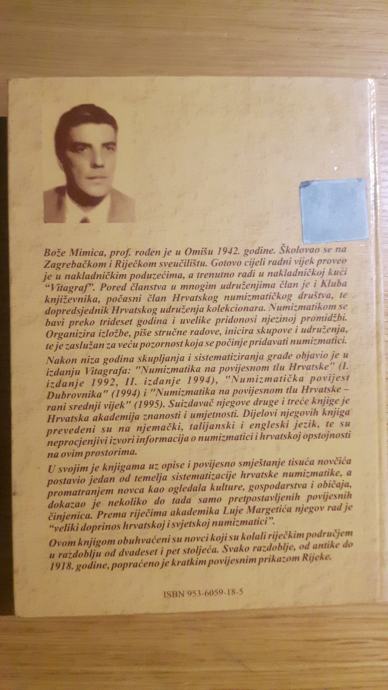 Bože Mimica, prof. rođen je u Omišu 1942. godine. Školovao se na
Zagrebačkom i Riječkom sveučilištu. Gotovo cijeli radni vijek proveo
je u nakladničkim poduzećima, a trenutno radi u nakladničkoj kući
"Vitagraf". Pored članstva u mnogim udruženjima član je i Kluba
književnika, počasni član Hrvatskog numizmatičkog društva, te
dopredsjednik Hrvatskog udruženja kolekcionara. Numizmatikom se
bavi preko trideset godina i uvelike pridonosi njezinoj promidžbi.
Organizira izložbe, piše stručne radove, inicira skupove i udruženja,
te je zaslužan za veću pozornost koja se počinje pridavati numizmatici.
Nakon niza godina skupljanja i sistematiziranja građe objavio je u
izdanju Vitagrafa: "Numizmatika na povijesnom tlu Hrvatske" (I.
izdanje 1992, II. izdanje 1994), "Numizmatička povijest
Dubrovnika" (1994) i "Numizmatika na povijesnom tlu Hrvatske –
rani srednji vijek" (1995). Suizdavač njegove druge i treće knjige je
Hrvatska akademija znanosti i umjetnosti. Dijelovi njegovih knjiga
prevedeni su na njemački, talijanski i engleski jezik, te su
neprocjenjivi izvori informacija o numizmatici i hrvatskoj opstojnosti
na ovim prostorima.
U svojim je knjigama uz opise i povijesno smještanje tisuća novčića
postavio jedan od temelja sistematizacije hrvatske numizmatike, a
promatranjem novca kao ogledala kulture, gospodarstva i običaja,
dokazao je nekoliko do tada samo pretpostavljenih povijesnih
činjenica. Prema riječima akademika Luje Margetića njegov rad je
"veliki doprinos hrvatskoj i svjetskoj numizmatici".
Ovom knjigom obuhvaćeni su novci koji su kolali riječkim područjem
u razdoblju od dvadeset i pet stoljeća. Svako razdoblje, od antike do
1918. godine, popraćeno je kratkim povijesnim prikazom Rijeke.
ISBN 953-6059-18-5